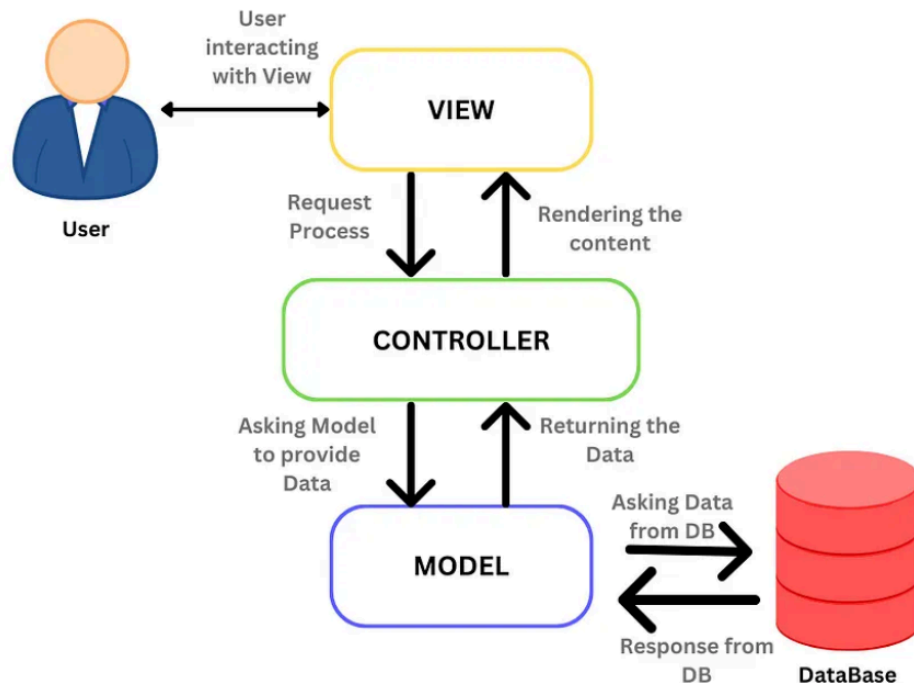 User
interacting
with View
VIEW
User
Request
Process
Rendering the
content
CONTROLLER
Asking Model
to provide
Data
Returning the
Data
MODEL
Asking Data
from DB
Response from
DB
DataBase